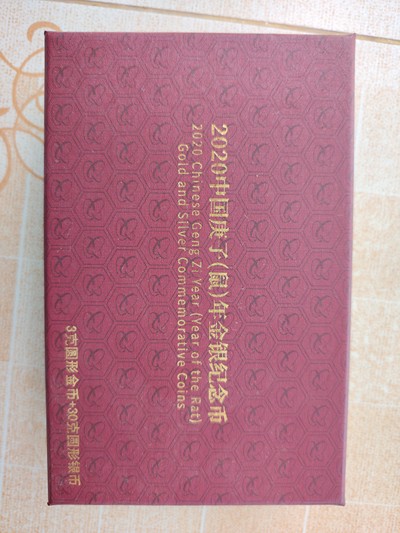 2020中国庚子(鼠)年金银纪念币
2020 Chinese Geng Zi Year (Year of the Rat)
Gold and Silver Commemorative Coins
3克圆形金币+30克圆形银币